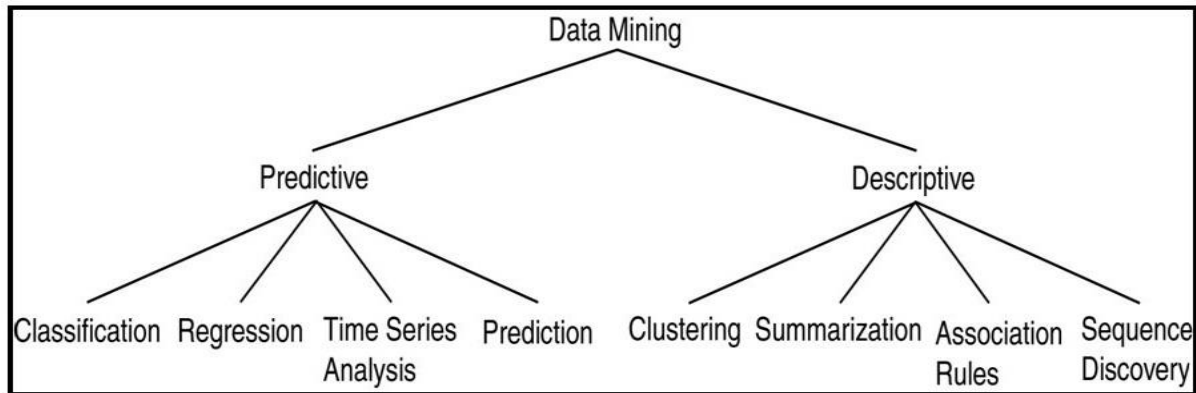 Data Mining
Predictive
Descriptive
Classification
Regression
Time Series
Analysis
Prediction
Clustering
Summarization
Association
Rules
Sequence
Discovery